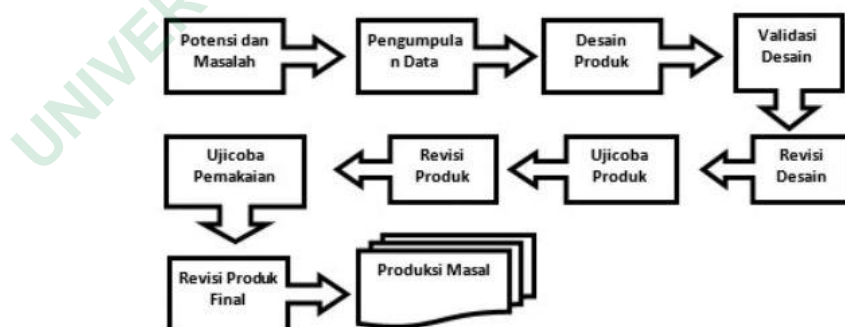 UNIVER
Potensi dan
Masalah
Pengumpula
n Data
Desain
Produk
Validasi
Desain
Revisi
Desain
Ujicoba
Produk
Revisi
Produk
Ujicoba
Pemakaian
Revisi Produk
Final
Produksi Masal